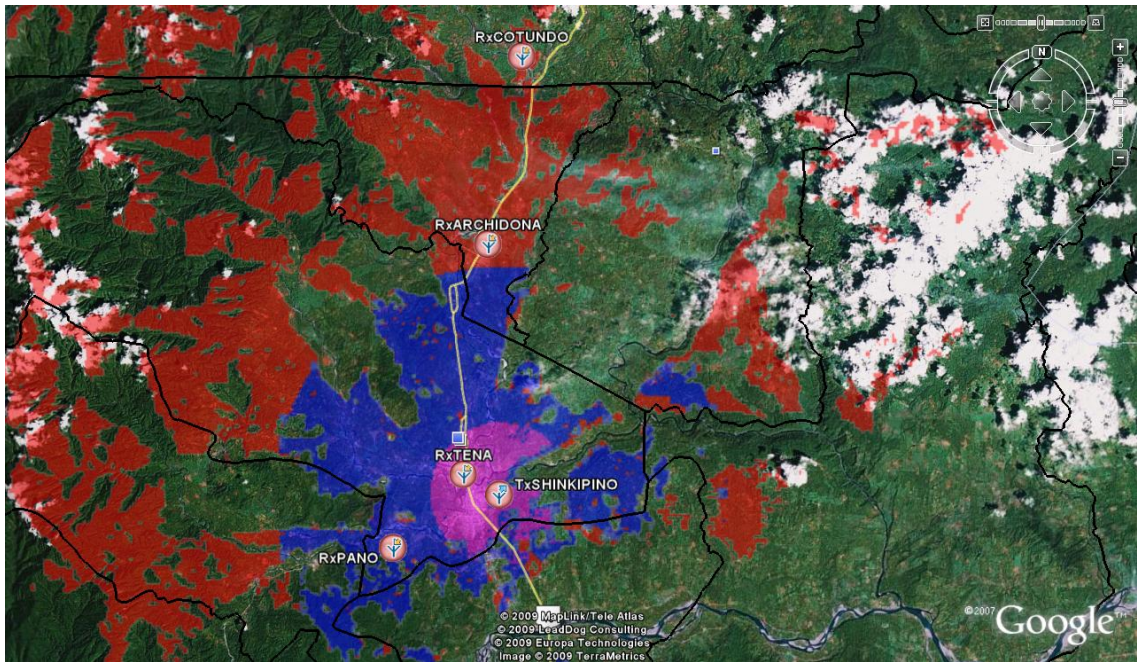 RxCOTUNDO
N
RxARCHIDONA
RxTENA
TxSHINKIPINO
RxPANO
© 2009 MapLink/Tele Atlas
© 2009 LeadDog Consulting
© 2009 Europa Technologies
Image © 2009 TerraMetrics
©2007 Google™